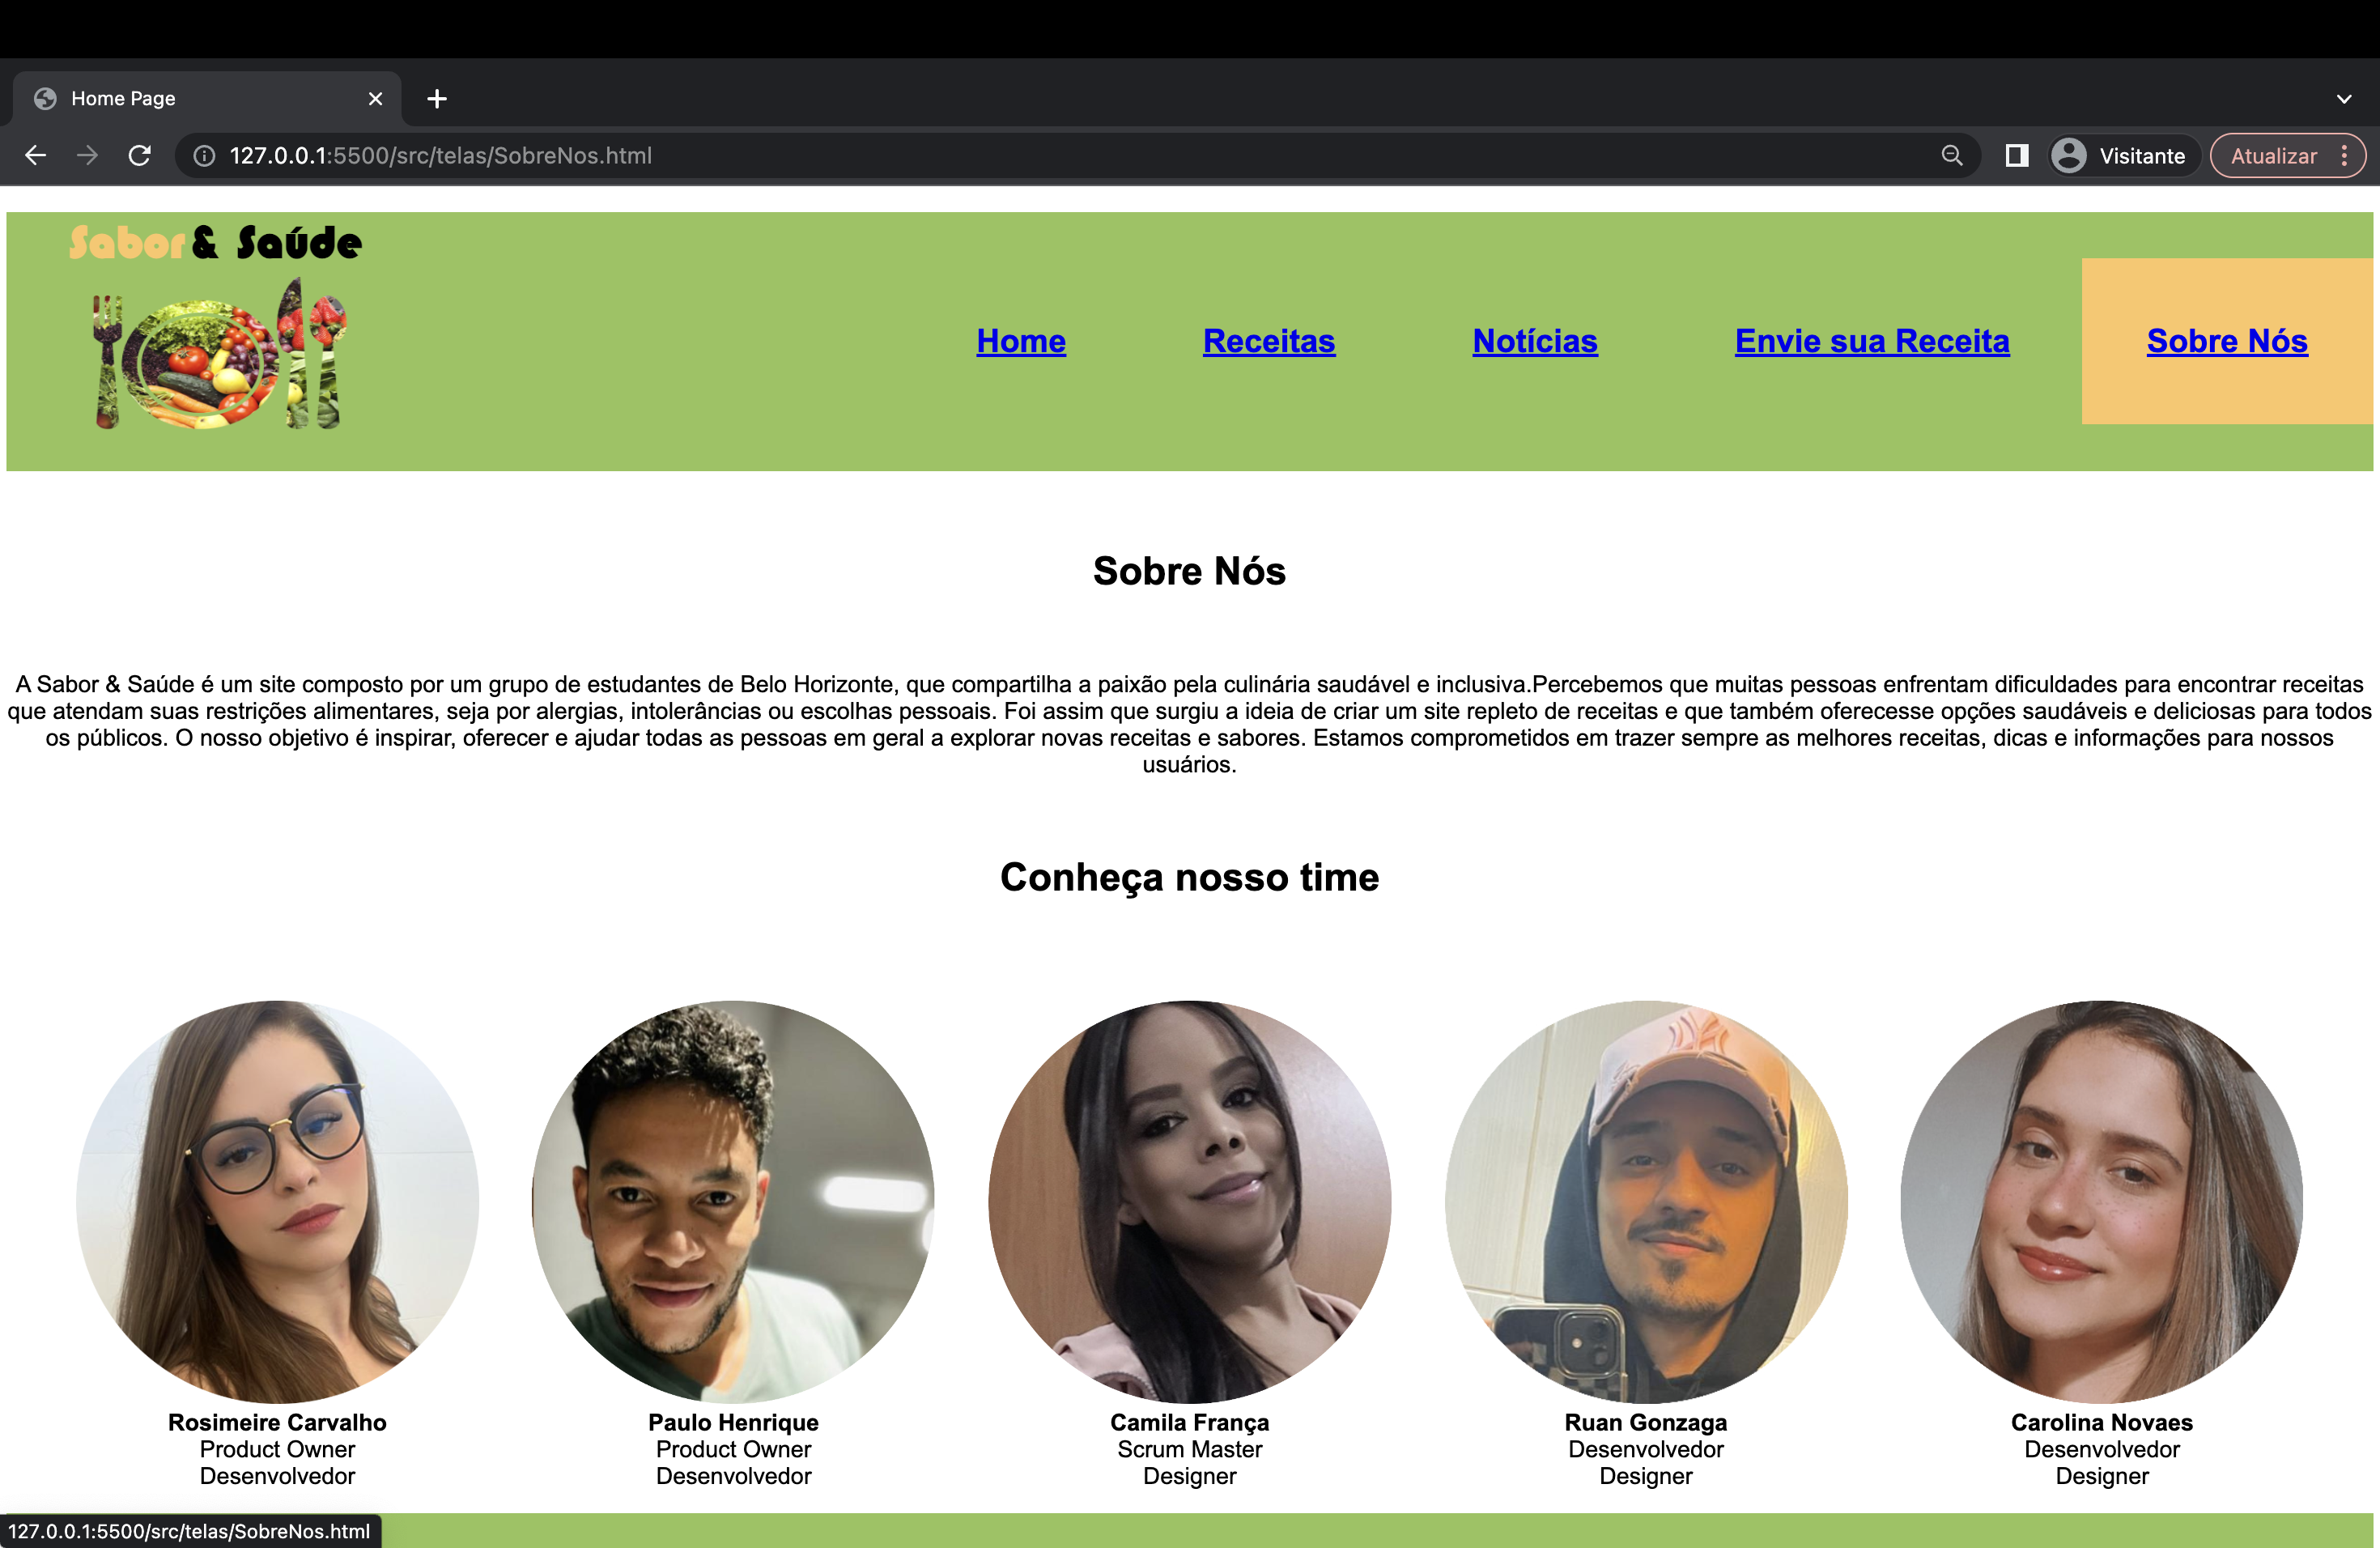 Home Page
127.0.0.1:5500/src/telas/SobreNos.html
Visitante
Atualizar
Sabor & Saúde
Home
Receitas
Notícias
Envie sua Receita
Sobre Nós
Sobre Nós
A Sabor & Saúde é um site composto por um grupo de estudantes de Belo Horizonte, que compartilha a paixão pela culinária saudável e inclusiva.Percebemos que muitas pessoas enfrentam dificuldades para encontrar receitas
que atendam suas restrições alimentares, seja por alergias, intolerâncias ou escolhas pessoais. Foi assim que surgiu a ideia de criar um site repleto de receitas e que também oferecesse opções saudáveis e deliciosas para todos
os públicos. O nosso objetivo é inspirar, oferecer e ajudar todas as pessoas em geral a explorar novas receitas e sabores. Estamos comprometidos em trazer sempre as melhores receitas, dicas e informações para nossos
usuários.
Conheça nosso time
Rosimeire Carvalho
Product Owner
Desenvolvedor
Paulo Henrique
Product Owner
Desenvolvedor
Camila França
Scrum Master
Designer
Ruan Gonzaga
Desenvolvedor
Designer
Carolina Novaes
Desenvolvedor
Designer
127.0.0.1:5500/src/telas/SobreNos.html